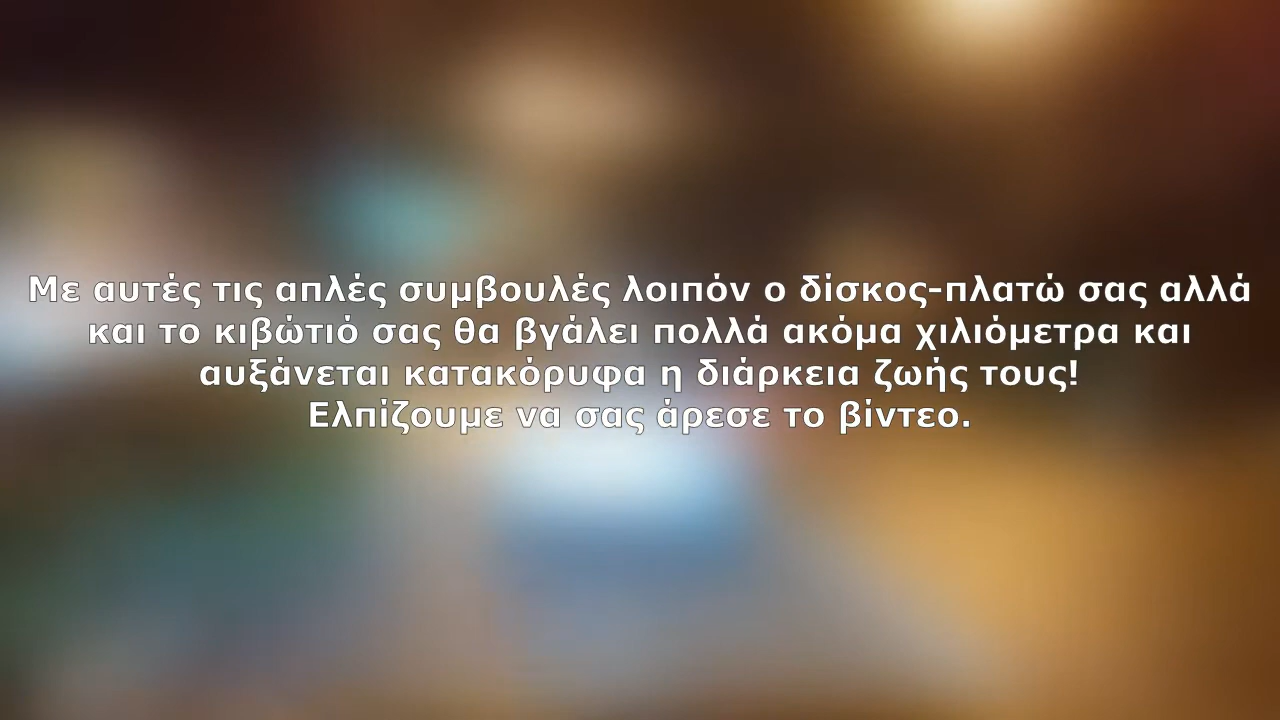 Με αυτές τις απλές συμβουλές λοιπόν ο δίσκος-πλατώ σας αλλά
και το κιβώτιό σας θα βγάλει πολλά ακόμα χιλιόμετρα και
αυξάνεται κατακόρυφα η διάρκεια ζωής τους!
Ελπίζουμε να σας άρεσε το βίντεο.